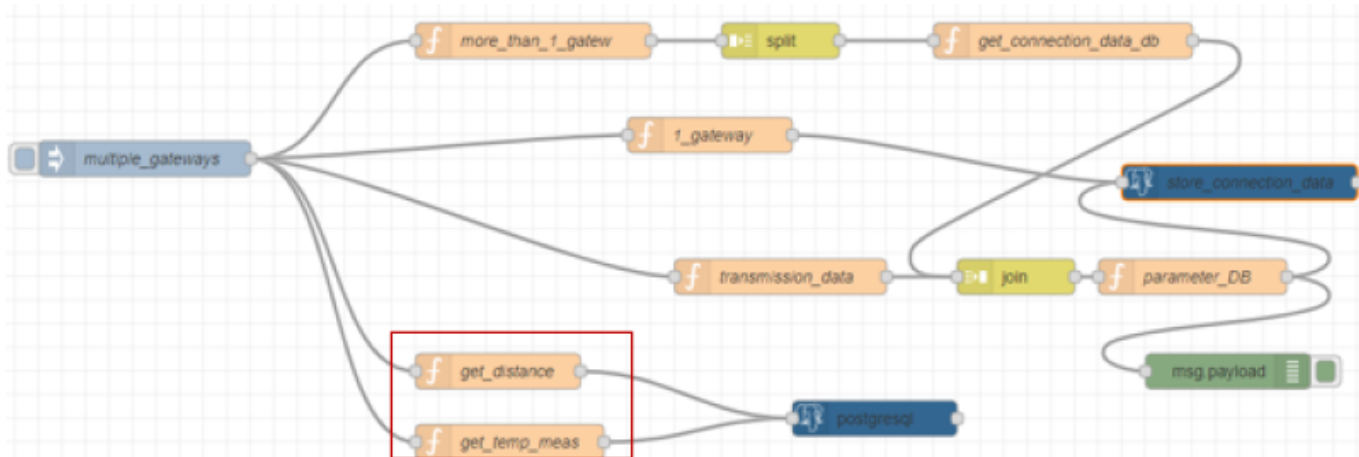 more_than_1_gatew
split
get_connection_data_db
1_gateway
multiple_gateways
store_connection_data
transmission_data
join
parameter_DB
get_distance
msg.payload
postgresql
get_temp_meas